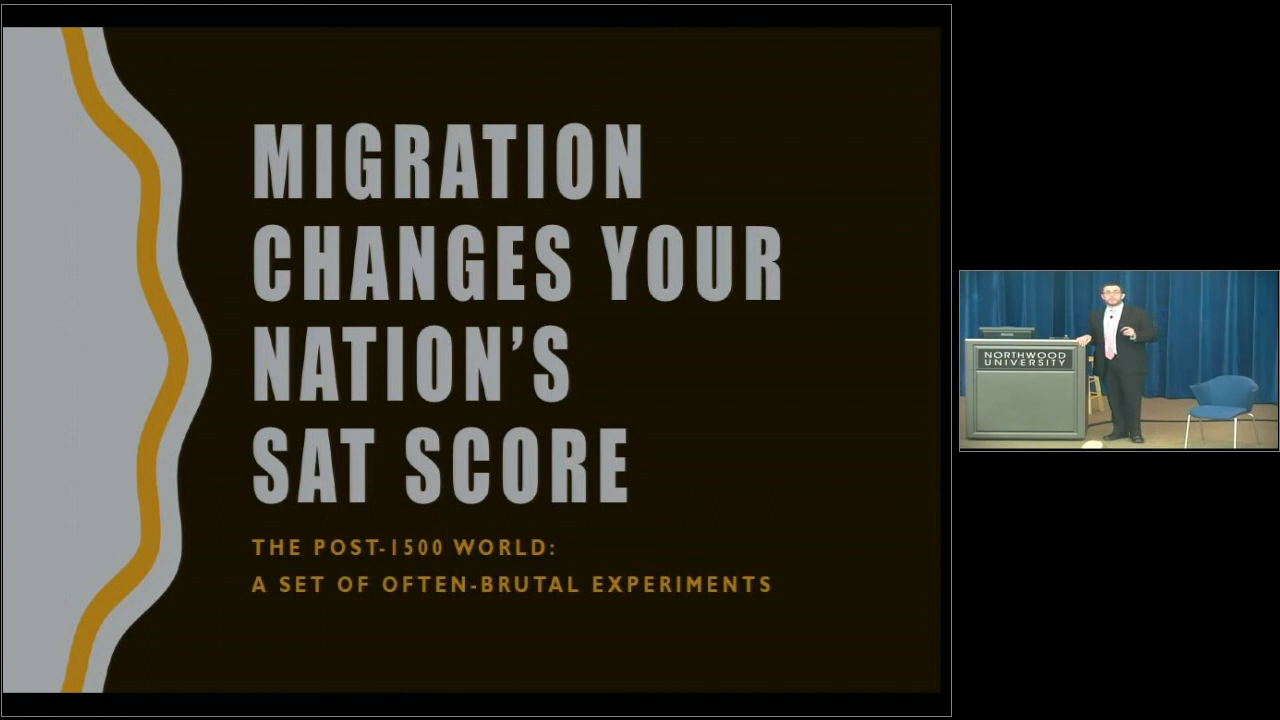 MIGRATION
CHANGES YOUR
NATION'S
SAT SCORE
THE POST-1500 WORLD:
A SET OF OFTEN-BRUTAL EXPERIMENTS
NORTHWOOD
UNIVERSITY